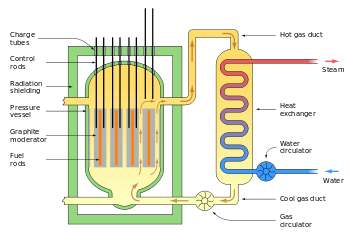 Charge
tubes
Control
rods
Radiation
shielding
Pressure
vessel
Graphite
moderator
Fuel
rods
Hot gas duct
Steam
Heat
exchanger
Water
circulator
Water
Cool gas duct
Gas
circulator